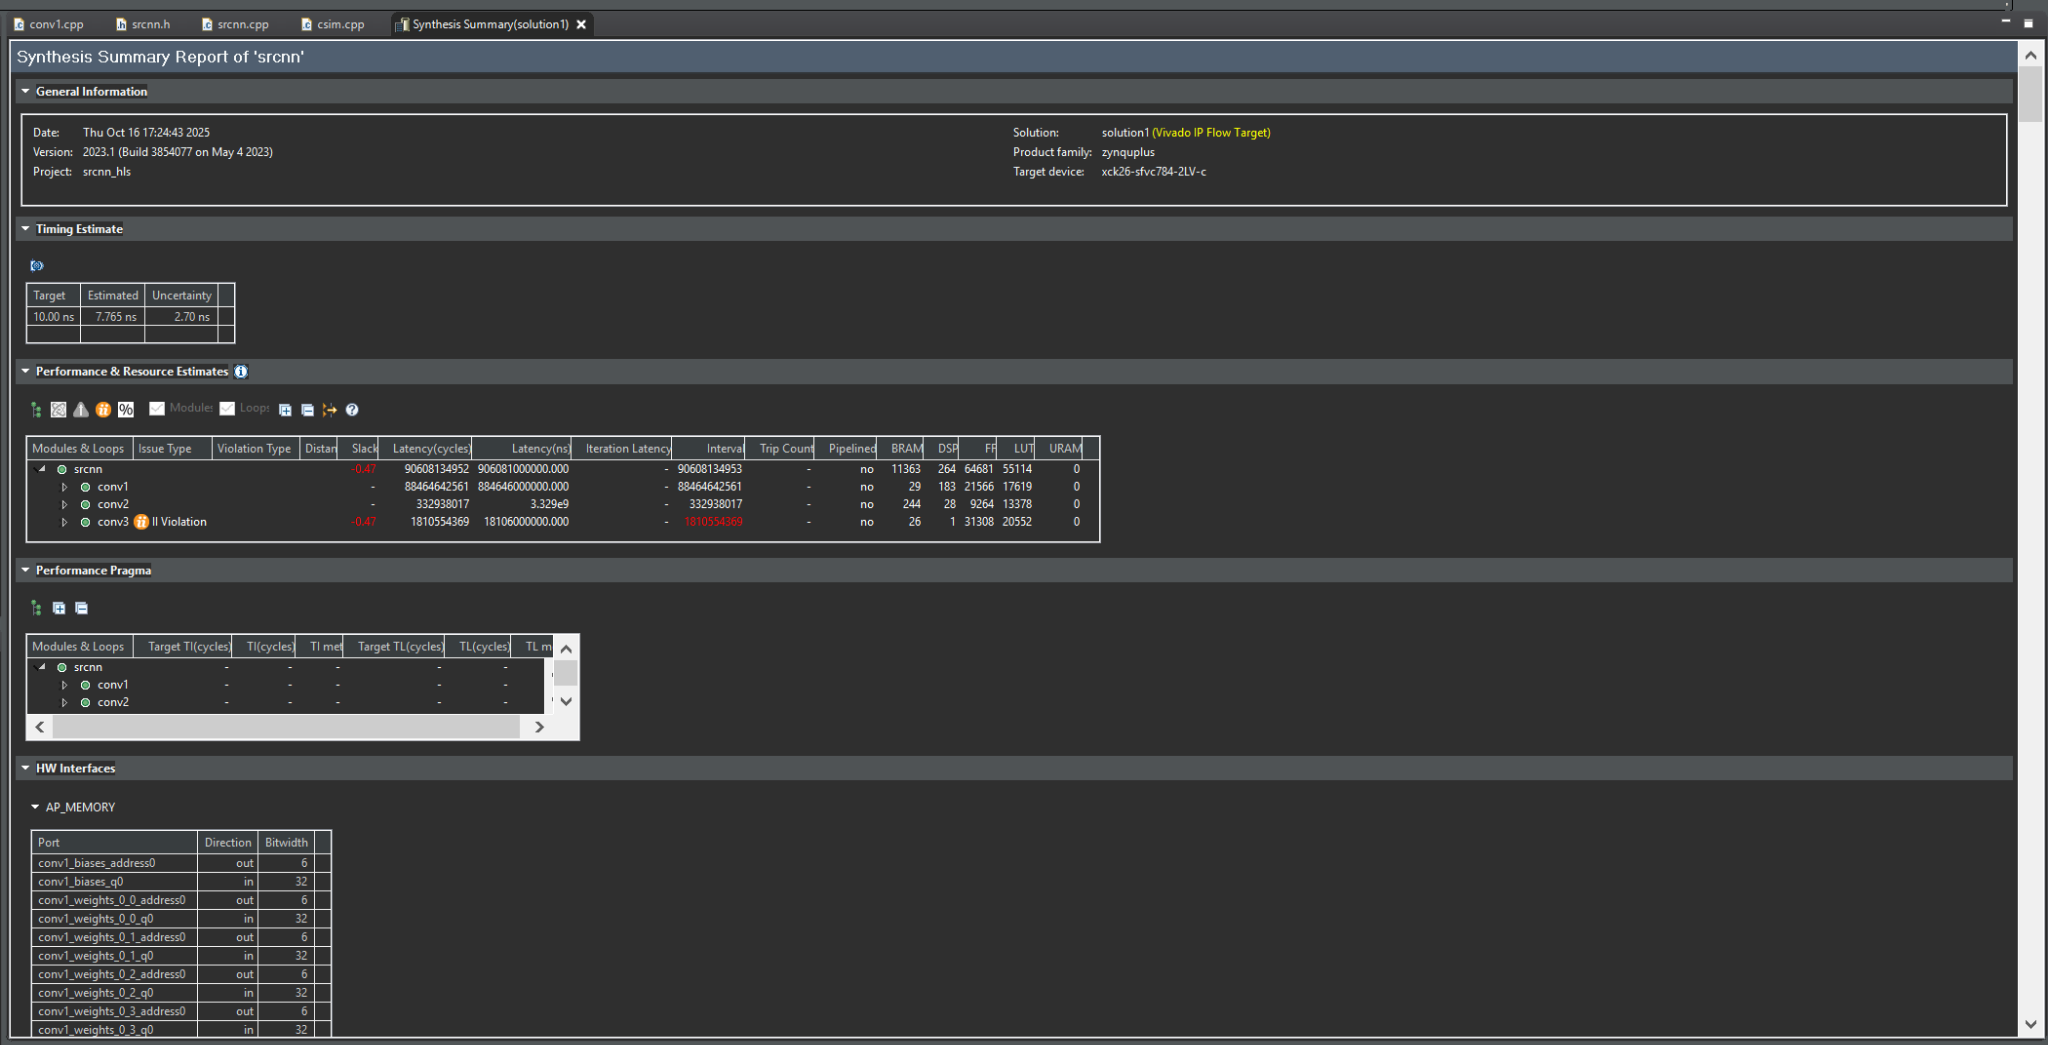 conv1.cpp srcnn.h srcnn.cpp csim.cpp Synthesis Summary(solution1)
Synthesis Summary Report of 'srcnn'
General Information
Date: Thu Oct 16 17:24:43 2025 Solution: solution1 (Vivado IP Flow Target)
Version: 2023.1 (Build 3854077 on May 4 2023) Product family: zynquplus
Project: srcnn_hls Target device: xck26-sfvc784-2LV-c
Timing Estimate
Target Estimated Uncertainty
10.00 ns 7.765 ns 2.70 ns
Performance & Resource Estimates
% Modules Loops
Modules & Loops Issue Type Violation Type Distan Slack Latency(cycles) Latency(ns) Iteration Latency Interval Trip Count Pipelined BRAM DSP FF LUT URAM
srcnn -0.47 90608134952 906081000000.000 - 90608134953 - no 11363 264 64681 55114 0
conv1 - 88464642561 884646000000.000 - 88464642561 - no 29 183 21566 17619 0
conv2 - 332938017 3.329e9 - 332938017 - no 244 28 9264 13378 0
conv3 II Violation -0.47 1810554369 18106000000.000 - 1810554369 - no 26 1 31308 20552 0
Performance Pragma
Modules & Loops Target TI(cycles) TI(cycles) TI met Target TL(cycles) TL(cycles) TL m
srcnn - - - - -
conv1 - - - - -
conv2 - - - - -
HW Interfaces
AP_MEMORY
Port Direction Bitwidth
conv1_biases_address0 out 6
conv1_biases_q0 in 32
conv1_weights_0_0_address0 out 6
conv1_weights_0_0_q0 in 32
conv1_weights_0_1_address0 out 6
conv1_weights_0_1_q0 in 32
conv1_weights_0_2_address0 out 6
conv1_weights_0_2_q0 in 32
conv1_weights_0_3_address0 out 6
conv1_weights_0_3_q0 in 32